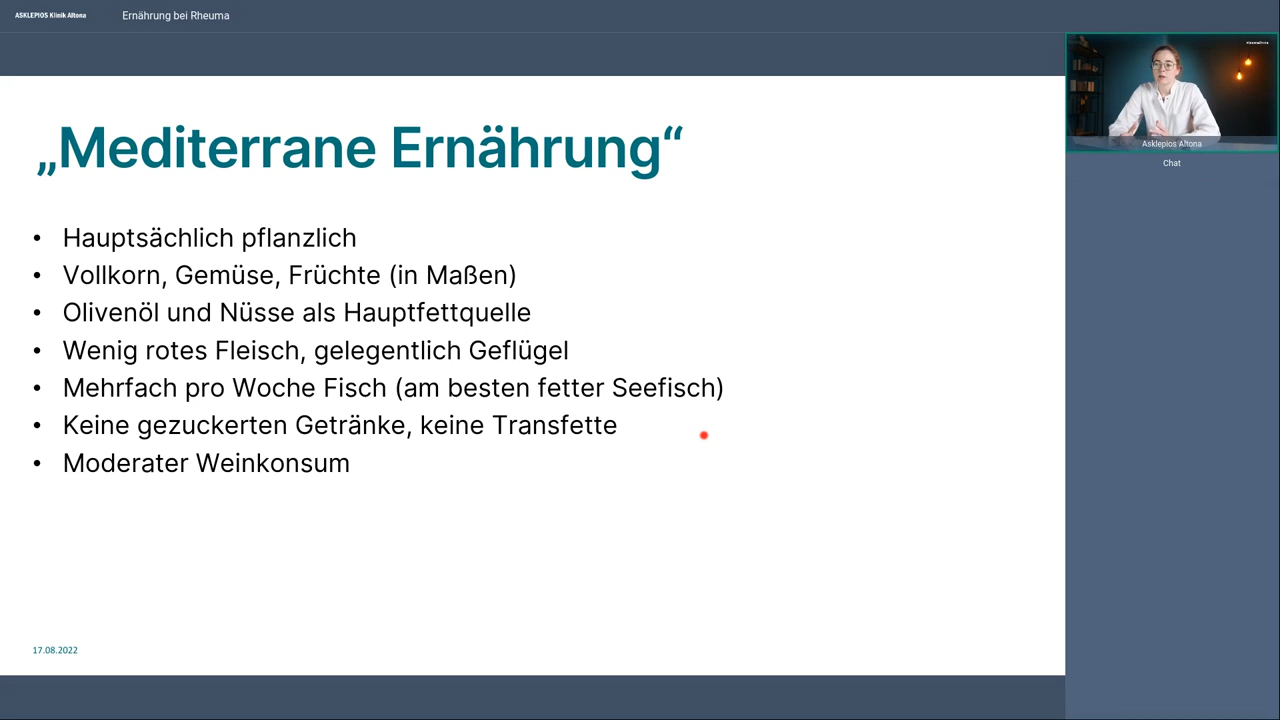 ASKLEPIOS Klinik Altona
Ernährung bei Rheuma
„Mediterrane Ernährung“
• Hauptsächlich pflanzlich
• Vollkorn, Gemüse, Früchte (in Maßen)
• Olivenöl und Nüsse als Hauptfettquelle
• Wenig rotes Fleisch, gelegentlich Geflügel
• Mehrfach pro Woche Fisch (am besten fetter Seefisch)
• Keine gezuckerten Getränke, keine Transfette
• Moderater Weinkonsum
17.08.2022
Asklepios Altona
Chat